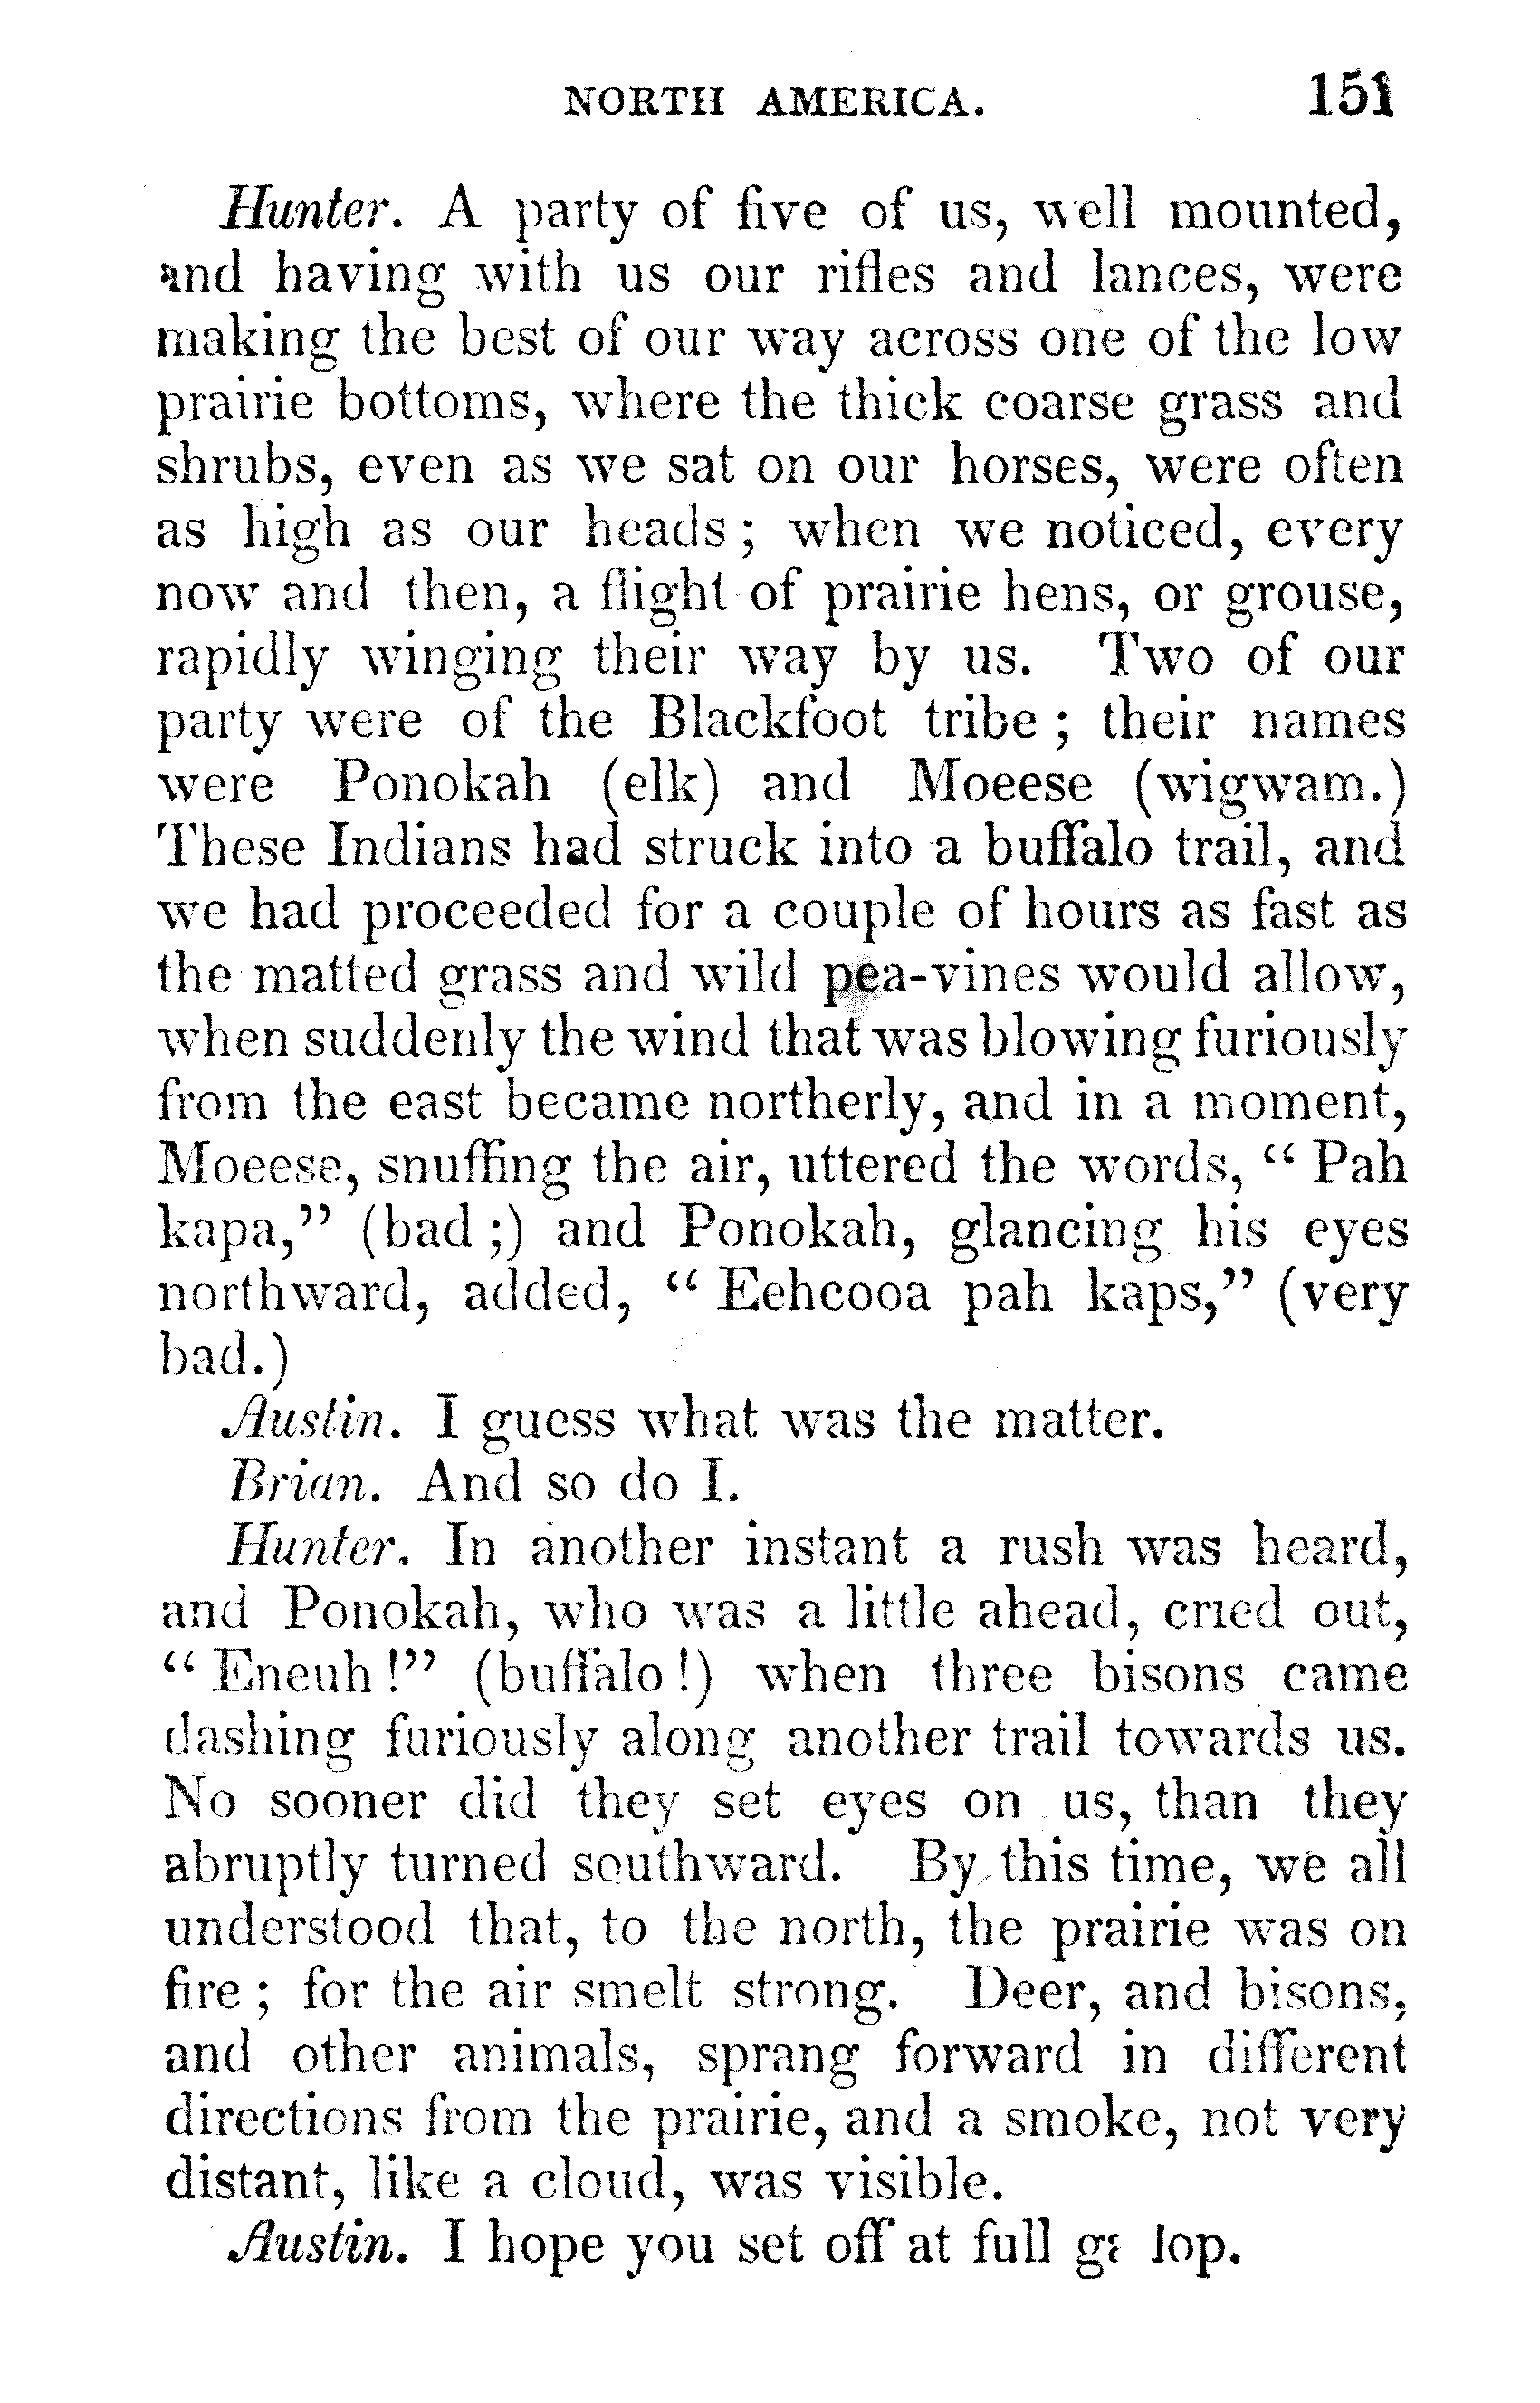 NORTH AMERICA. 151
Hunter. A party of five of us, well mounted,
and having with us our rifles and lances, were
making the best of our way across one of the low
prairie bottoms, where the thick coarse grass and
shrubs, even as we sat on our horses, were often
as high as our heads; when we noticed, every
now and then, a flight of prairie hens, or grouse,
rapidly winging their way by us. Two of our
party were of the Blackfoot tribe; their names
were Ponokah (elk) and Moeese (wigwam.)
These Indians had struck into a buffalo trail, and
we had proceeded for a couple of hours as fast as
the matted grass and wild pea-vines would allow,
when suddenly the wind that was blowing furiously
from the east became northerly, and in a moment,
Moeese, snuffing the air, uttered the words, "Pah
kapa," (bad;) and Ponokah, glancing his eyes
northward, added, "Eehcooa pah kaps," (very
bad.)
Austin. I guess what was the matter.
Brian. And so do I.
Hunter. In another instant a rush was heard,
and Ponokah, who was a little ahead, cried out,
"Eneuh!" (buffalo!) when three bisons came
dashing furiously along another trail towards us.
No sooner did they set eyes on us, than they
abruptly turned southward. By this time, we all
understood that, to the north, the prairie was on
fire; for the air smelt strong. Deer, and bisons,
and other animals, sprang forward in different
directions from the prairie, and a smoke, not very
distant, like a cloud, was visible.
Austin. I hope you set off at full gallop.